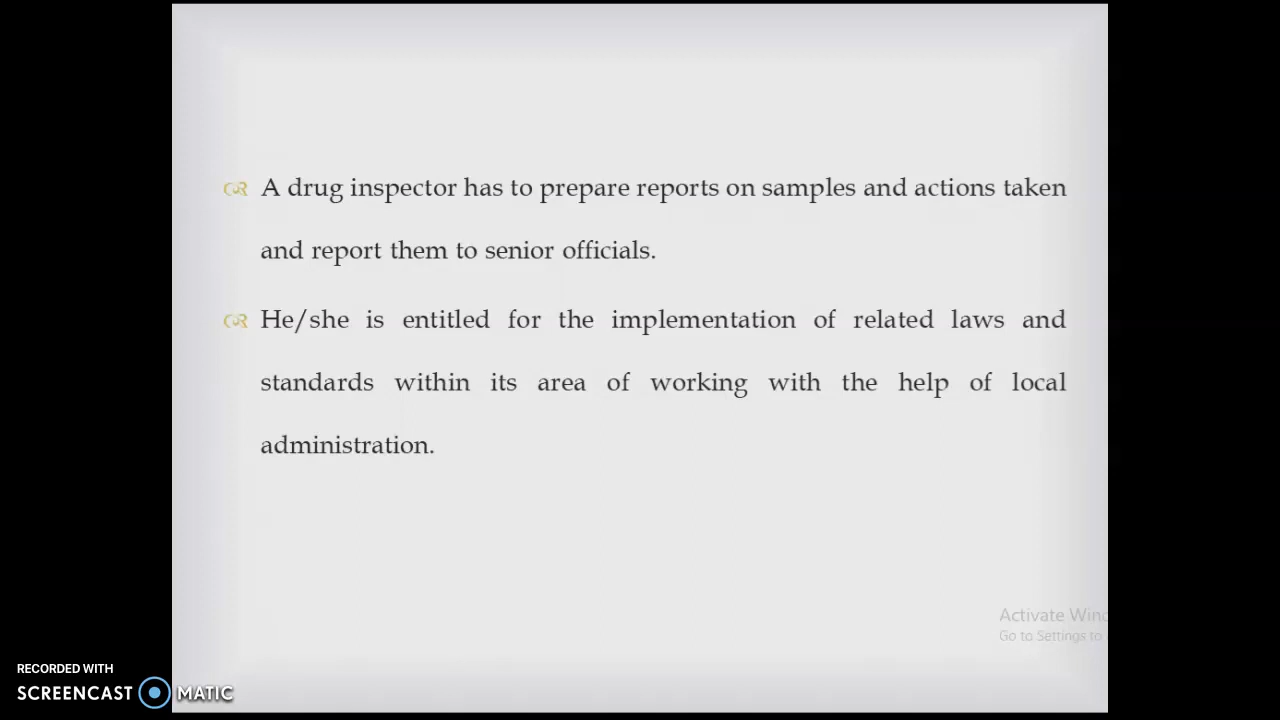 A drug inspector has to prepare reports on samples and actions taken
and report them to senior officials.
He/she is entitled for the implementation of related laws and
standards within its area of working with the help of local
administration.
Activate
Go to Settings to
RECORDED WITH
SCREENCAST MATIC